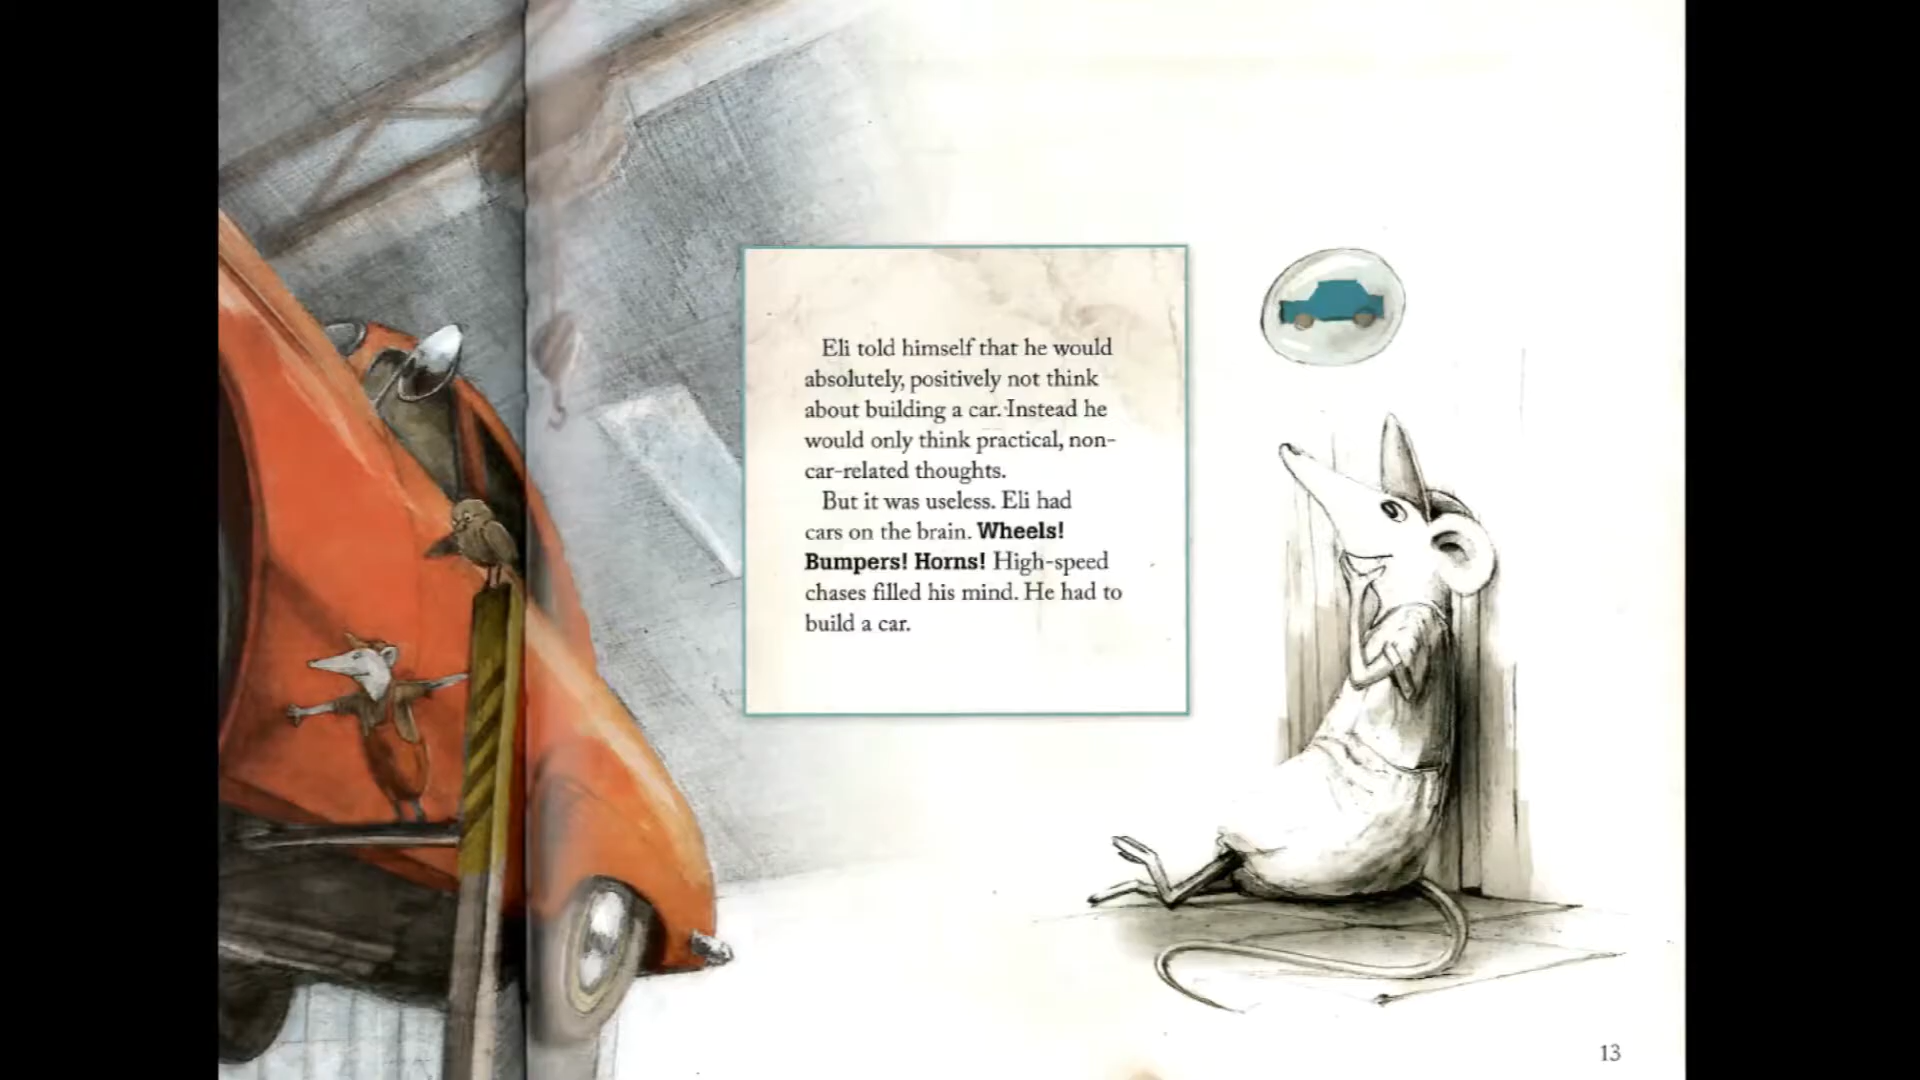 Eli told himself that he would
absolutely, positively not think
about building a car. Instead he
would only think practical, non-
car-related thoughts.
But it was useless. Eli had
cars on the brain. Wheels!
Bumpers! Horns! High-speed
chases filled his mind. He had to
build a car.
13